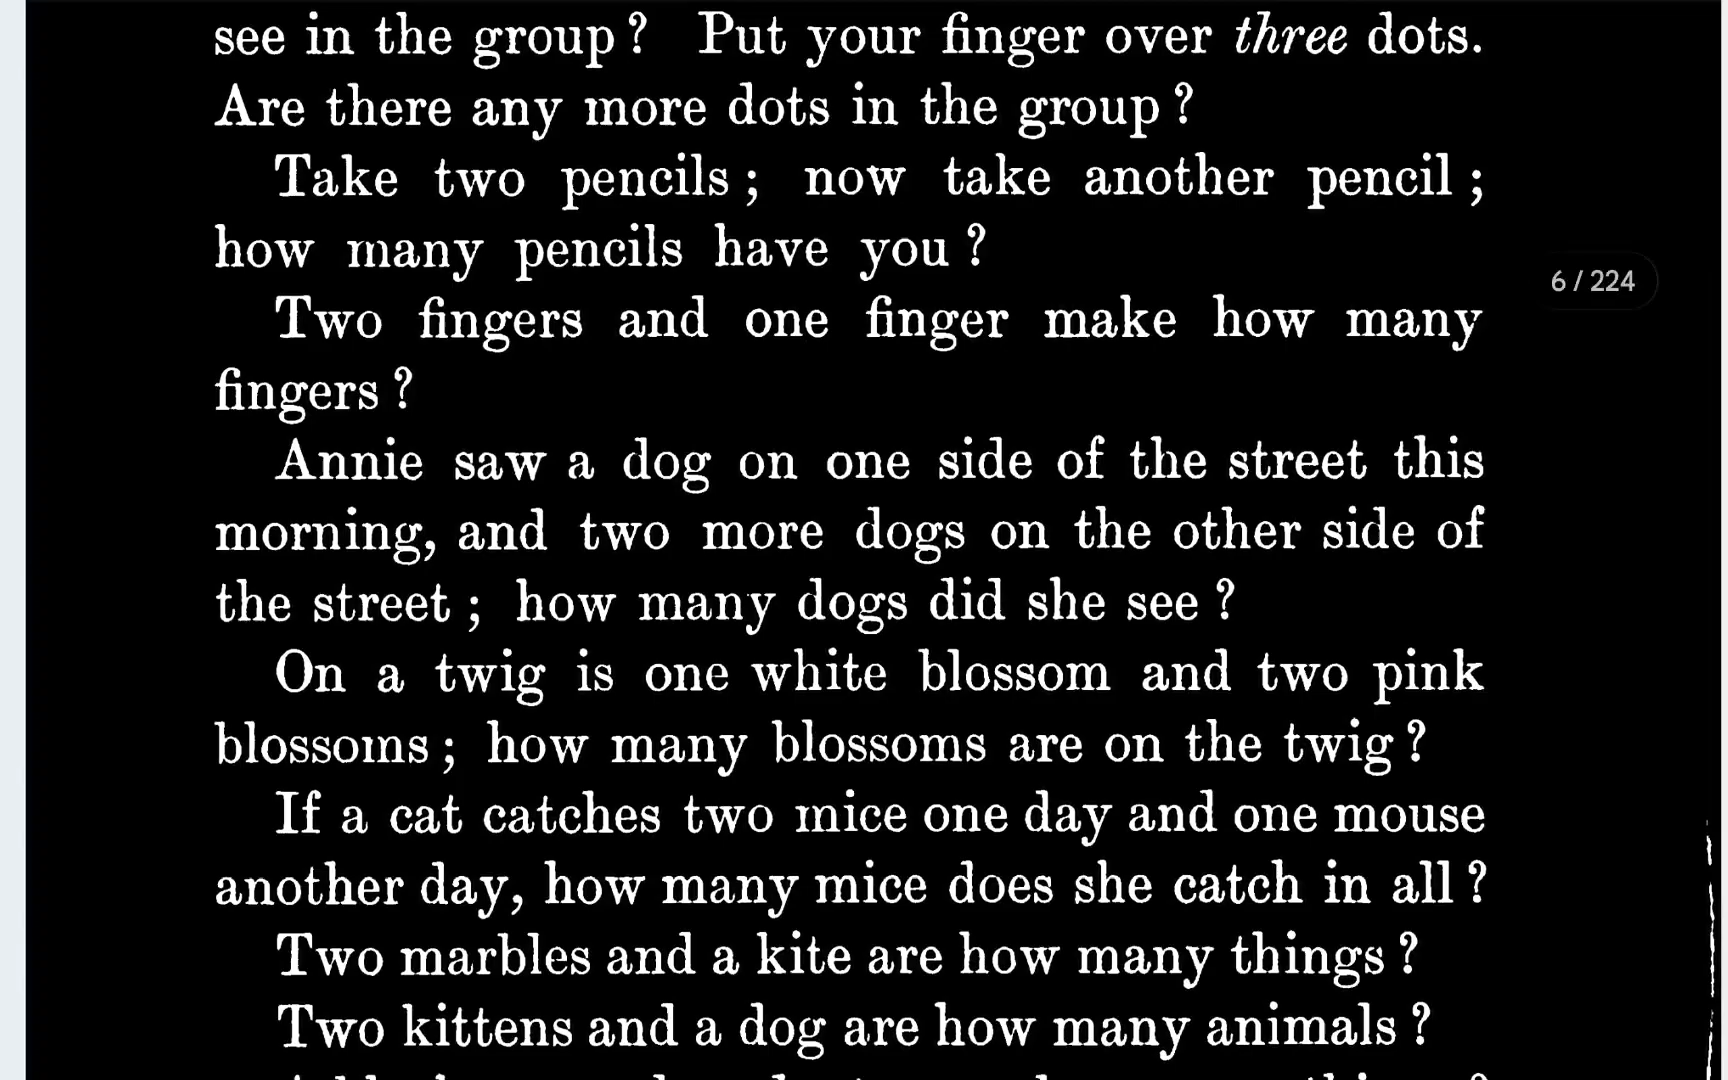 see in the group? Put your finger over three dots.
Are there any more dots in the group?
Take two pencils; now take another pencil;
how many pencils have you?
6 / 224
Two fingers and one finger make how many
fingers?
Annie saw a dog on one side of the street this
morning, and two more dogs on the other side of
the street; how many dogs did she see?
On a twig is one white blossom and two pink
blossoms; how many blossoms are on the twig?
If a cat catches two mice one day and one mouse
another day, how many mice does she catch in all?
Two marbles and a kite are how many things?
Two kittens and a dog are how many animals?